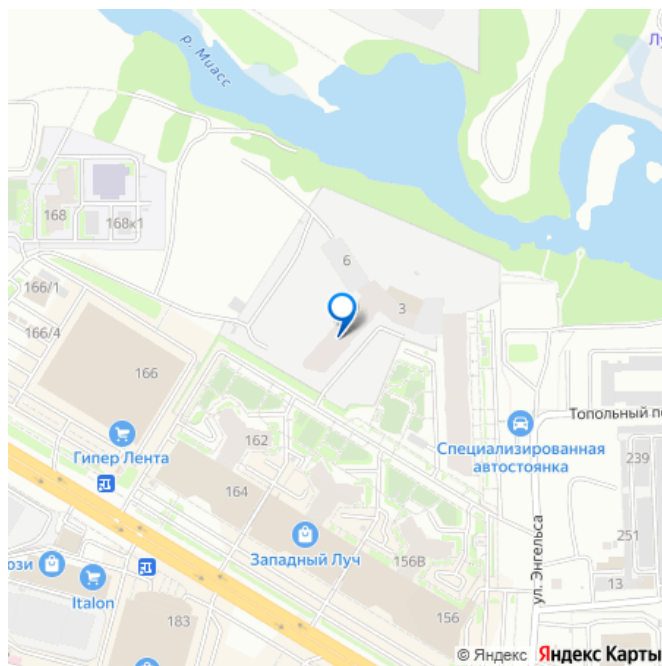 Лу
р. Миасс
168
168к1
6
166/1
3
166/4
166
Топольный п
Гипер Лента
162
Специализированная
автостоянка
239
164
251
Западный Луч
156В
ози
ул. Энгельса
13
Italon
156
183
© Яндекс Яндекс Карты